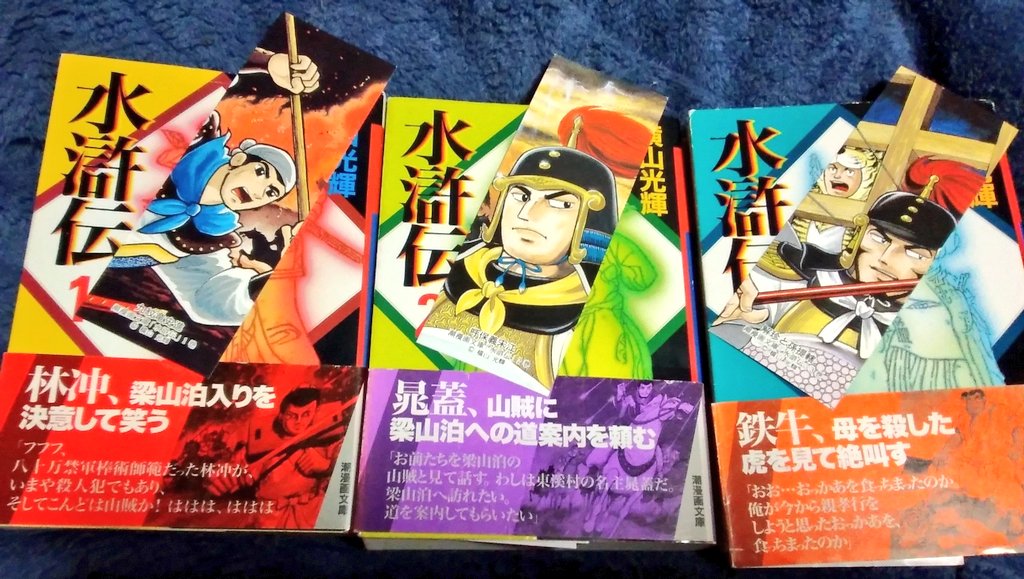 水滸伝
1
光輝
林冲、梁山泊入りを
決意して笑う
「フフフ、
八十万禁軍棒術師範だった林冲が、
いまや殺人犯でもあり、
そしてこんどは山賊か!ははは、ははは
潮漫画文庫
水滸伝
2
山光輝
晁蓋、山賊に
梁山泊への道案内を頼む
「お前たちを梁山泊の
山賊と見て話す。わしは東渓村の名主晁蓋だ。
梁山泊へ訪れたい。
道を案内してもらいたい」
潮漫画文庫
水滸伝
輝
鉄牛、母を殺した
虎を見て絶叫す
「おお…おっかあを食っちまったのか
俺が今から親孝行を
しようと思ったおっかあを、
食っちまったのか」